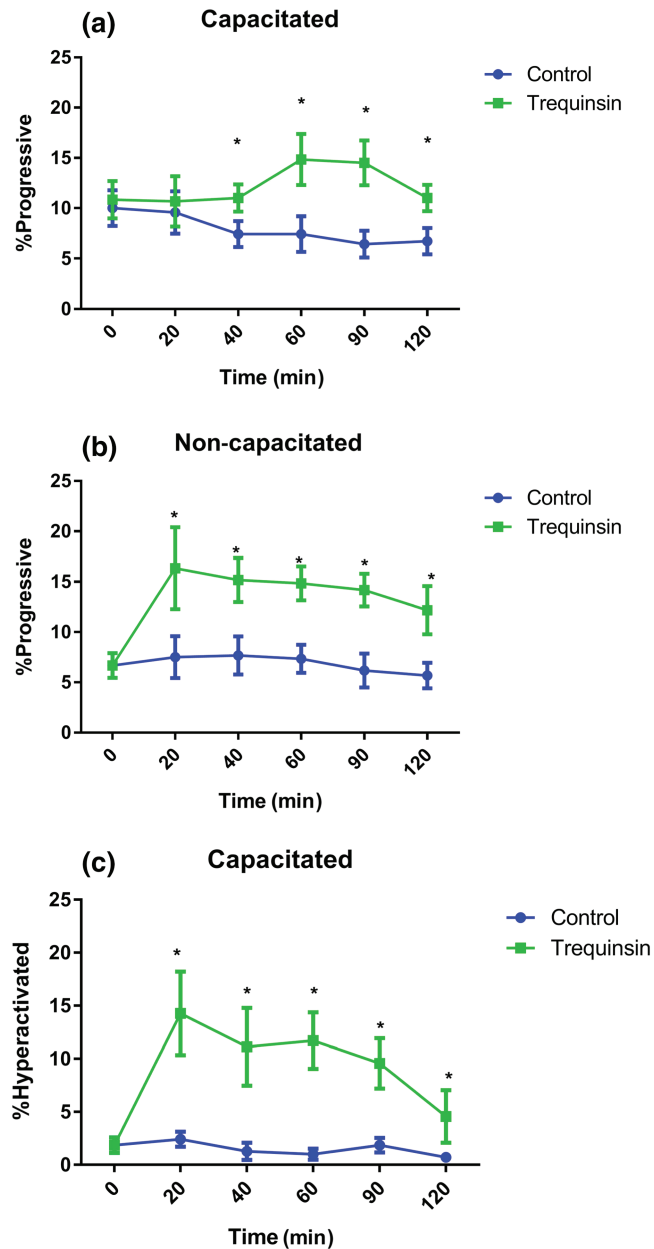 (a) Capacitated
25
20
15
10
5
0
%Progressive
* * * * 
0 20 40 60 90 120
Time (min)
Control
Trequinsin
(b) Non-capacitated
25
20
15
10
5
0
%Progressive
* * * * *
0 20 40 60 90 120
Time (min)
Control
Trequinsin
(c) Capacitated
25
20
15
10
5
0
%Hyperactivated
* * * * *
0 20 40 60 90 120
Time (min)
Control
Trequinsin